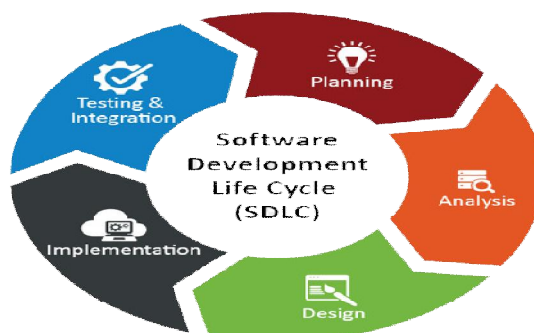 Planning
Testing &
Integration
Software
Development
Life Cycle
(SDLC)
Analysis
Implementation
Design